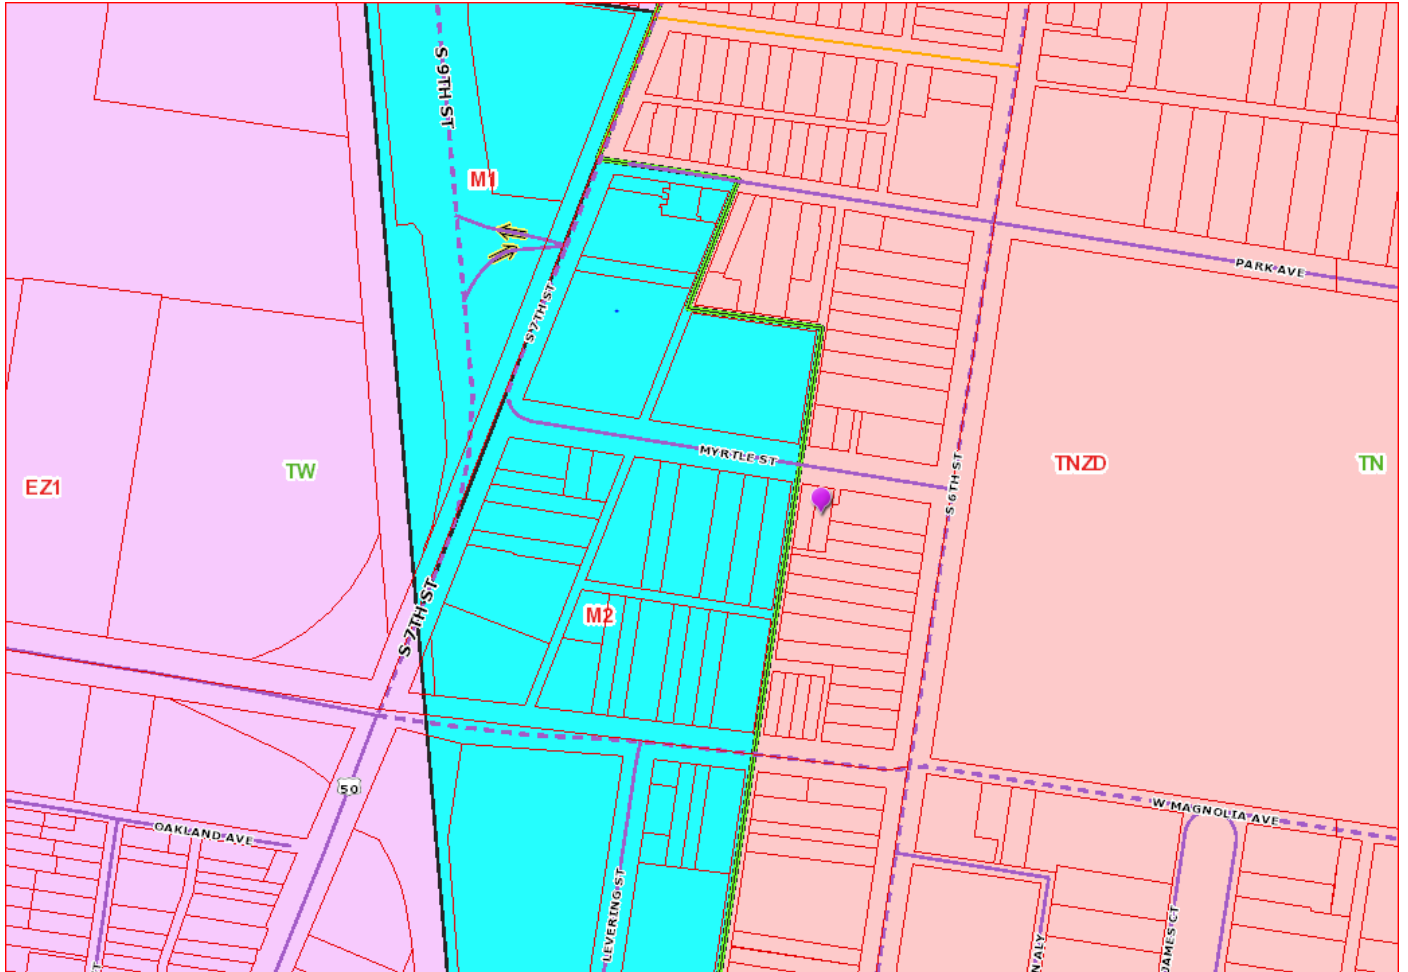 S 9TH ST
M1
PARK AVE
S 7TH ST
MYRTLE ST
S 6TH ST
TNZD
TN
TW
EZ1
M2
S 7TH ST
50
W MAGNOLIA AVE
OAKLAND AVE
LEVERING ST
N ALY
JAMES CT